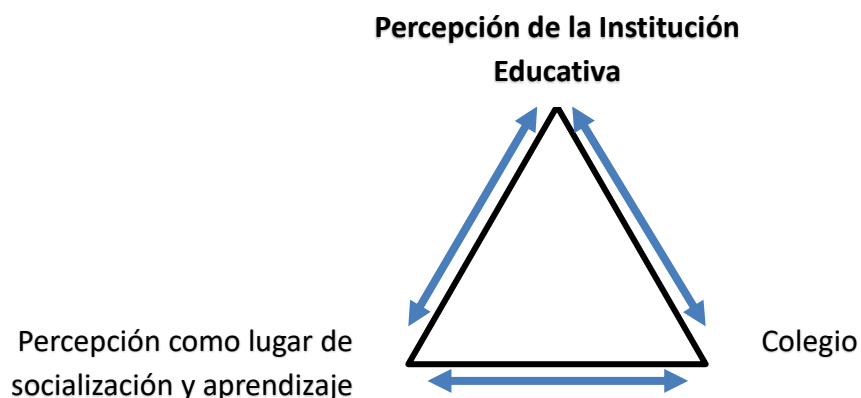 Percepción de la Institución
Educativa
Percepción como lugar de
socialización y aprendizaje
Colegio